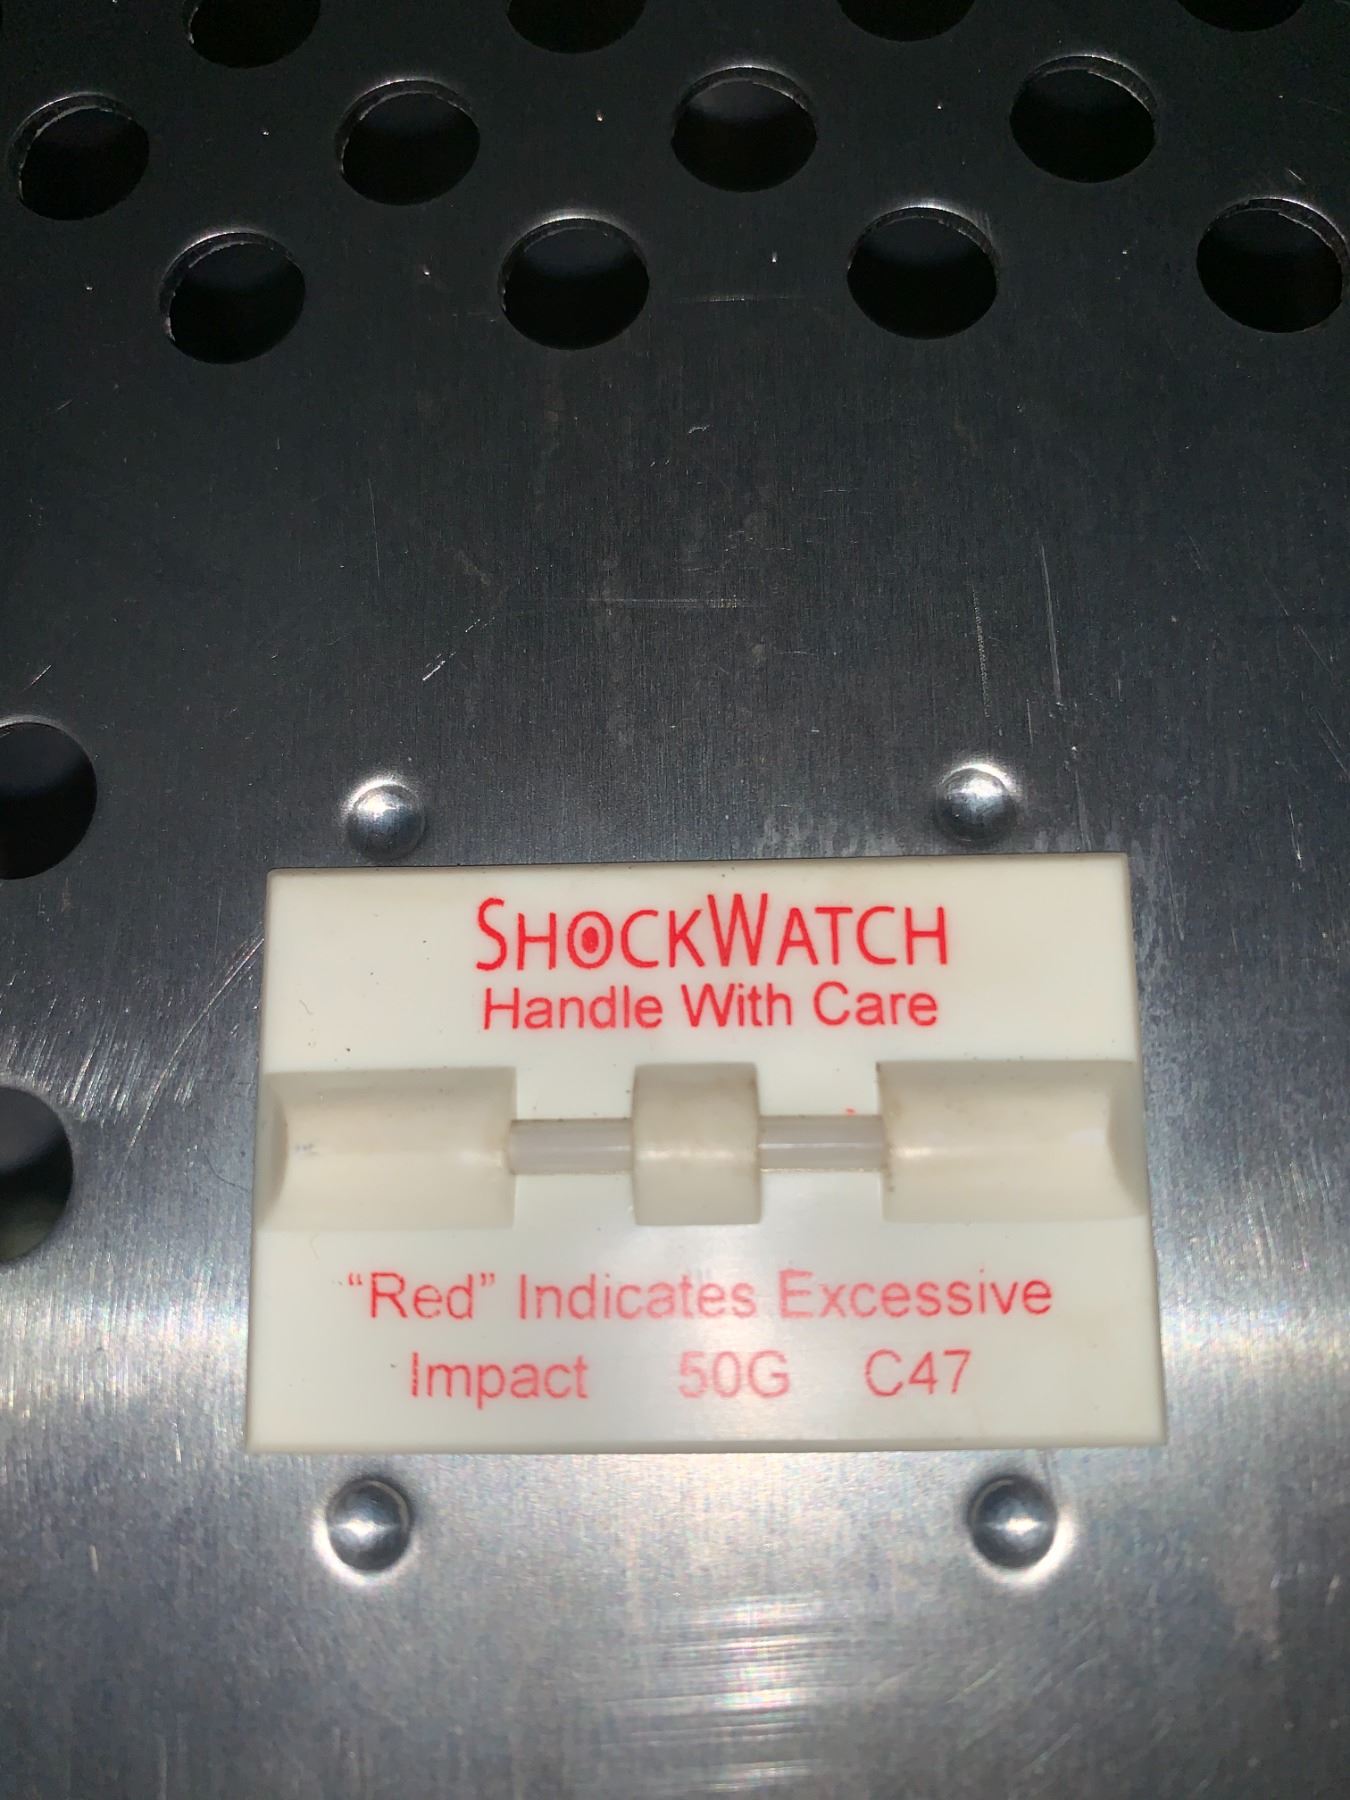 SHOCKWATCH
Handle With Care
“Red” Indicates Excessive
Impact 50G C47